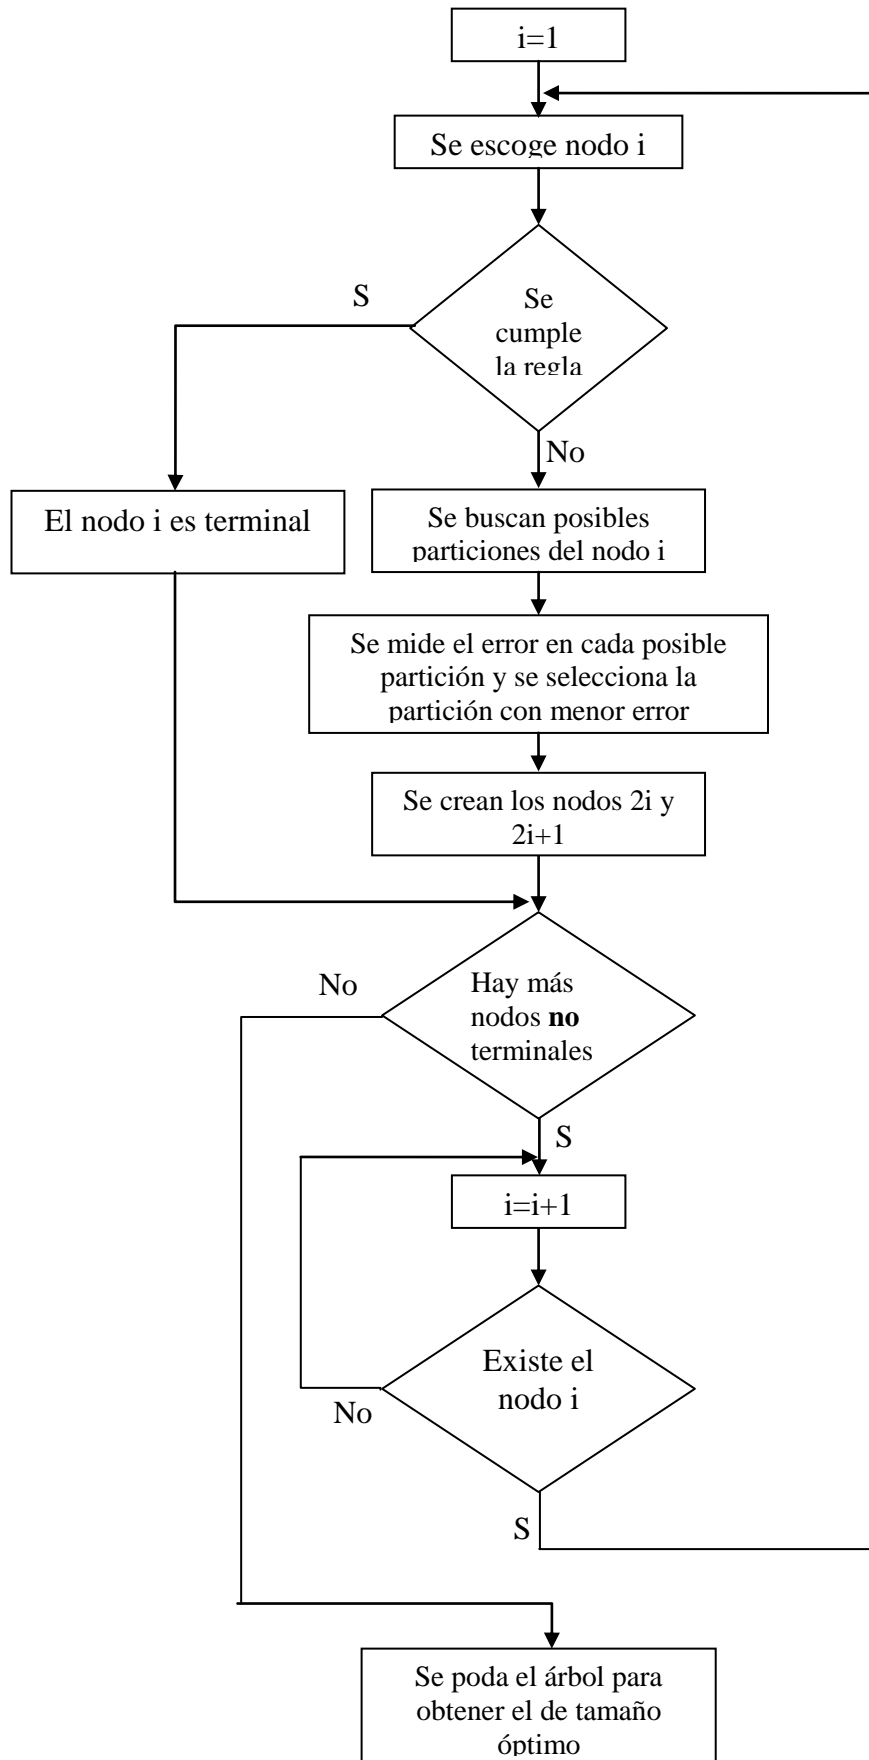 i=1
Se escoge nodo i
S
Se
cumple
la regla
No
El nodo i es terminal
Se buscan posibles
particiones del nodo i
Se mide el error en cada posible
partición y se selecciona la
partición con menor error
Se crean los nodos 2i y
2i+1
No
Hay más
nodos no
terminales
S
i=i+1
Existe el
nodo i
No
S
Se poda el árbol para
obtener el de tamaño
óptimo